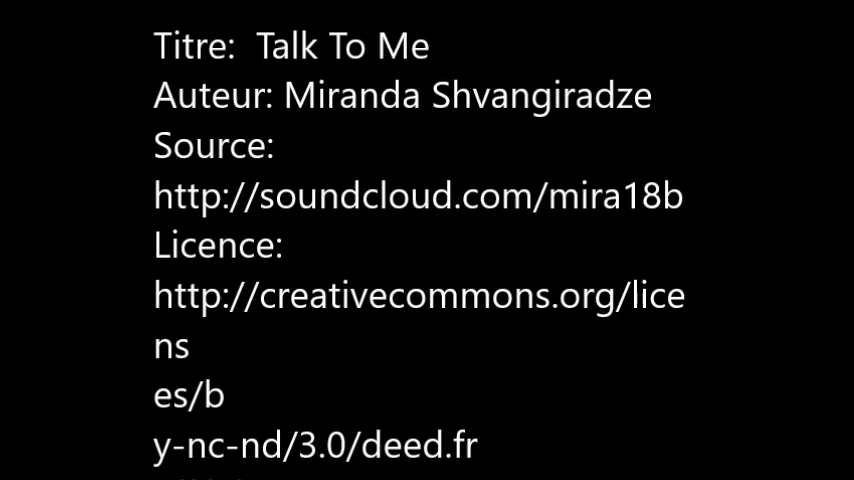 Titre:  Talk To Me
Auteur: Miranda Shvangiradze
Source:
http://soundcloud.com/mira18b
Licence:
http://creativecommons.org/lice
ns
es/b
y-nc-nd/3.0/deed.fr